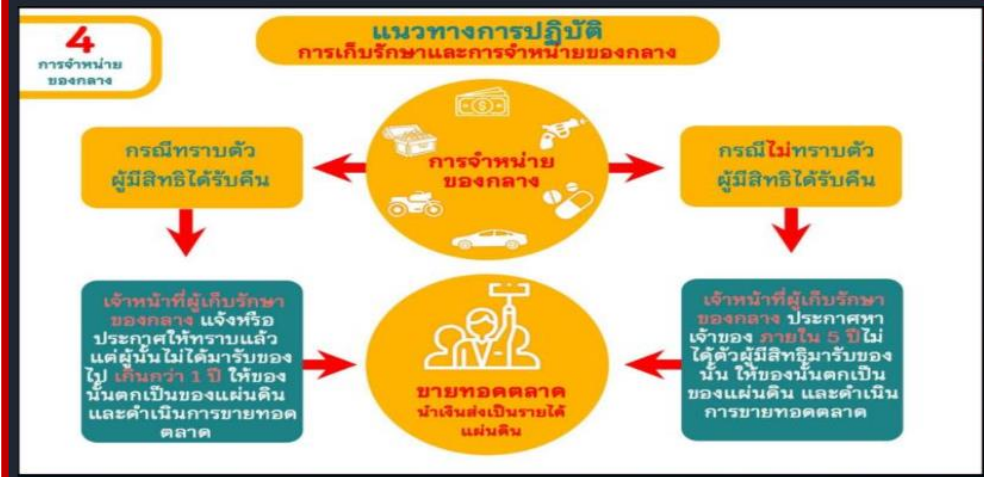 4
การจำหน่าย
ของกลาง
แนวทางการปฏิบัติ
การเก็บรักษาและการจำหน่ายของกลาง
กรณีทราบตัว
ผู้มีสิทธิได้รับคืน
การจำหน่าย
ของกลาง
กรณีไม่ทราบตัว
ผู้มีสิทธิได้รับคืน
เจ้าหน้าที่ผู้เก็บรักษา
ของกลาง แจ้งหรือ
ประกาศให้ทราบแล้ว
แต่ผู้นั้นไม่ได้มารับของ
ไป เกินกว่า 1 ปี ให้ของ
นั้นตกเป็นของแผ่นดิน
และดำเนินการขายทอด
ตลาด
ขายทอดตลาด
นำเงินส่งเป็นรายได้
แผ่นดิน
เจ้าหน้าที่ผู้เก็บรักษา
ของกลาง ประกาศหา
เจ้าของ ภายใน 5 ปีไม่
ได้ตัวผู้มีสิทธิมารับของ
นั้น ให้ของนั้นตกเป็น
ของแผ่นดิน และดำเนิน
การขายทอดตลาด